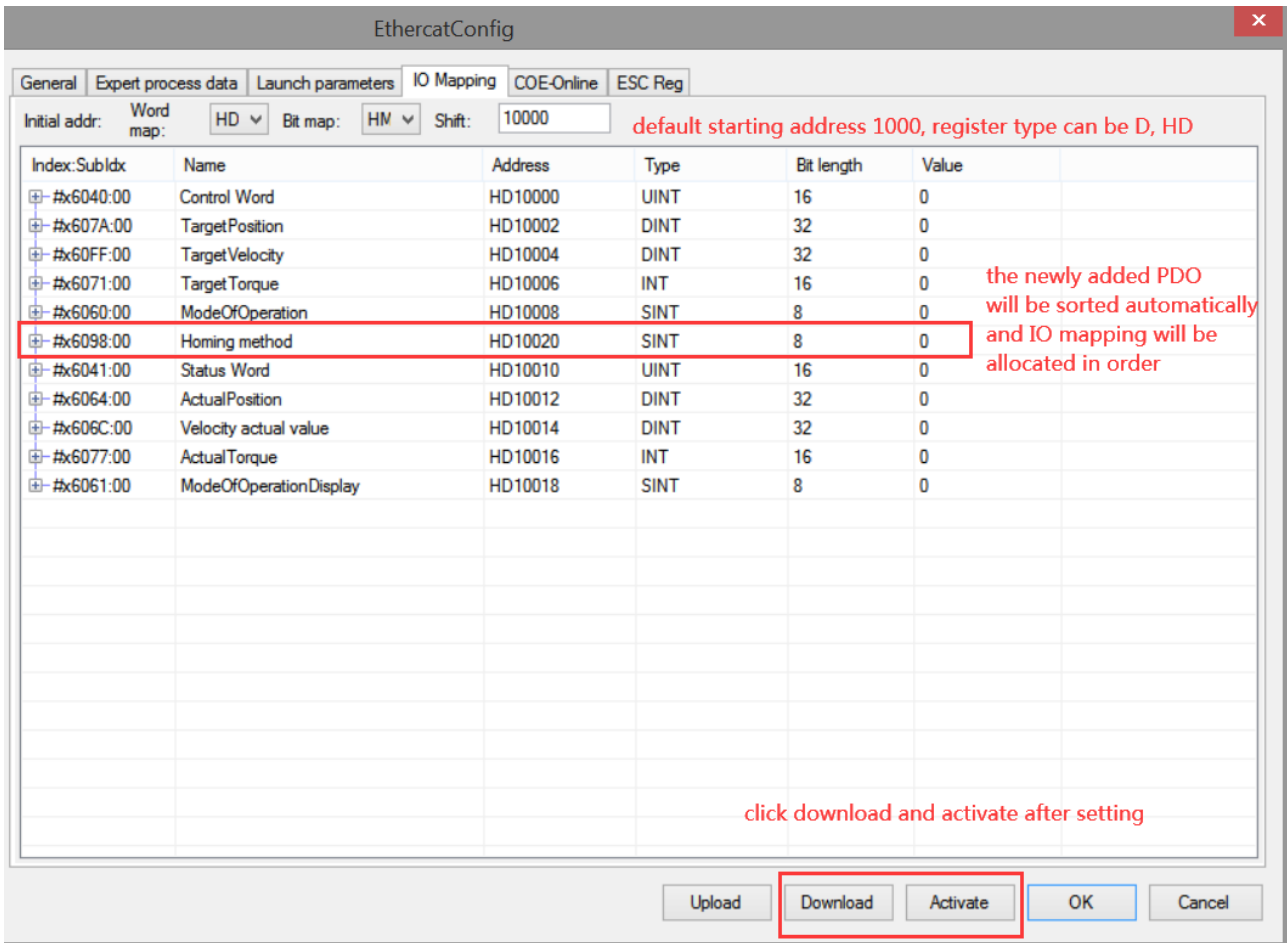 EthercatConfig
General Expert process data Launch parameters IO Mapping COE-Online ESC Reg
Initial addr: Word map: HD Bit map: HM Shift: 10000
default starting address 1000, register type can be D, HD
Index:SubIdx Name Address Type Bit length Value
#x6040:00 Control Word HD10000 UINT 16 0
#x607A:00 TargetPosition HD10002 DINT 32 0
#x60FF:00 TargetVelocity HD10004 DINT 32 0
#x6071:00 TargetTorque HD10006 INT 16 0
#x6060:00 ModeOfOperation HD10008 SINT 8 0
#x6098:00 Homing method HD10020 SINT 8 0
#x6041:00 Status Word HD10010 UINT 16 0
#x6064:00 ActualPosition HD10012 DINT 32 0
#x606C:00 Velocity actual value HD10014 DINT 32 0
#x6077:00 ActualTorque HD10016 INT 16 0
#x6061:00 ModeOfOperationDisplay HD10018 SINT 8 0
the newly added PDO
will be sorted automatically
and IO mapping will be
allocated in order
click download and activate after setting
Upload Download Activate OK Cancel